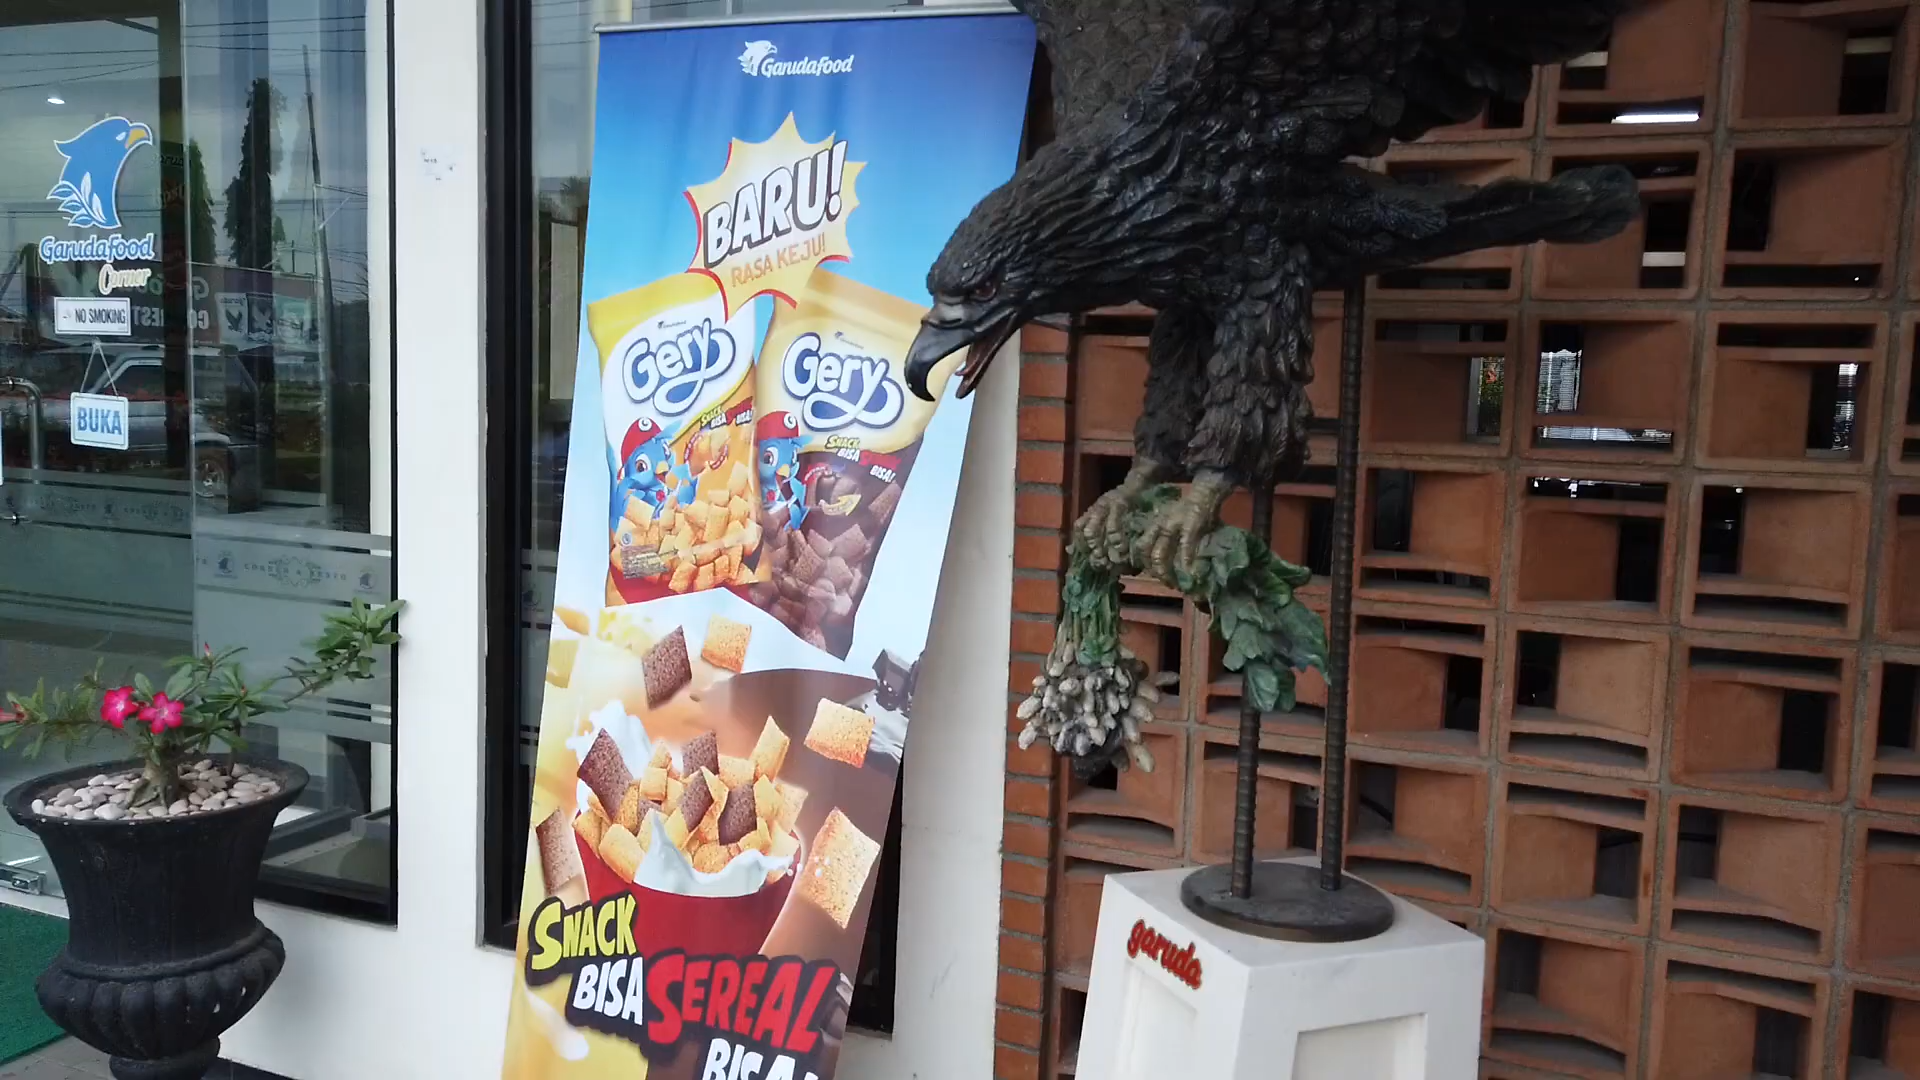 Garudafood
Corner
NO SMOKING
BUKA
Garudafood
BARU!
RASA KEJU!
Gery
SNACK
BISA
Gery
SNACK
BISA
BISA!
SNACK
BISA SEREAL
BISA!
garuda